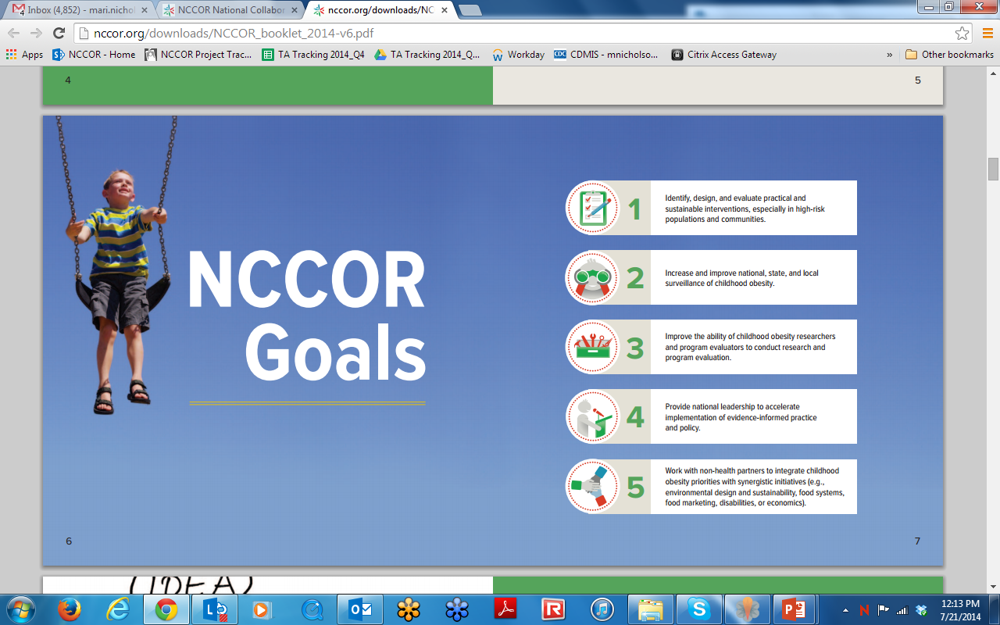 Inbox (4,852) - mari.nichol
NCCOR National Collabor
nccor.org/downloads/NC
nccor.org/downloads/NCCOR_booklet_2014-v6.pdf
Apps
NCCOR - Home
NCCOR Project Trac...
TA Tracking 2014_Q4
TA Tracking 2014_Q...
Workday
CDC
CDMIS - mnicholso...
Citrix Access Gateway
»
Other bookmarks
4
5
NCCOR
Goals
1
Identify, design, and evaluate practical and
sustainable interventions, especially in high-risk
populations and communities.
2
Increase and improve national, state, and local
surveillance of childhood obesity.
3
Improve the ability of childhood obesity researchers
and program evaluators to conduct research and
program evaluation.
4
Provide national leadership to accelerate
implementation of evidence-informed practice
and policy.
5
Work with non-health partners to integrate childhood
obesity priorities with synergistic initiatives (e.g.,
environmental design and sustainability, food systems,
food marketing, disabilities, or economics).
6
7
(IDEA)
12:13 PM
7/21/2014